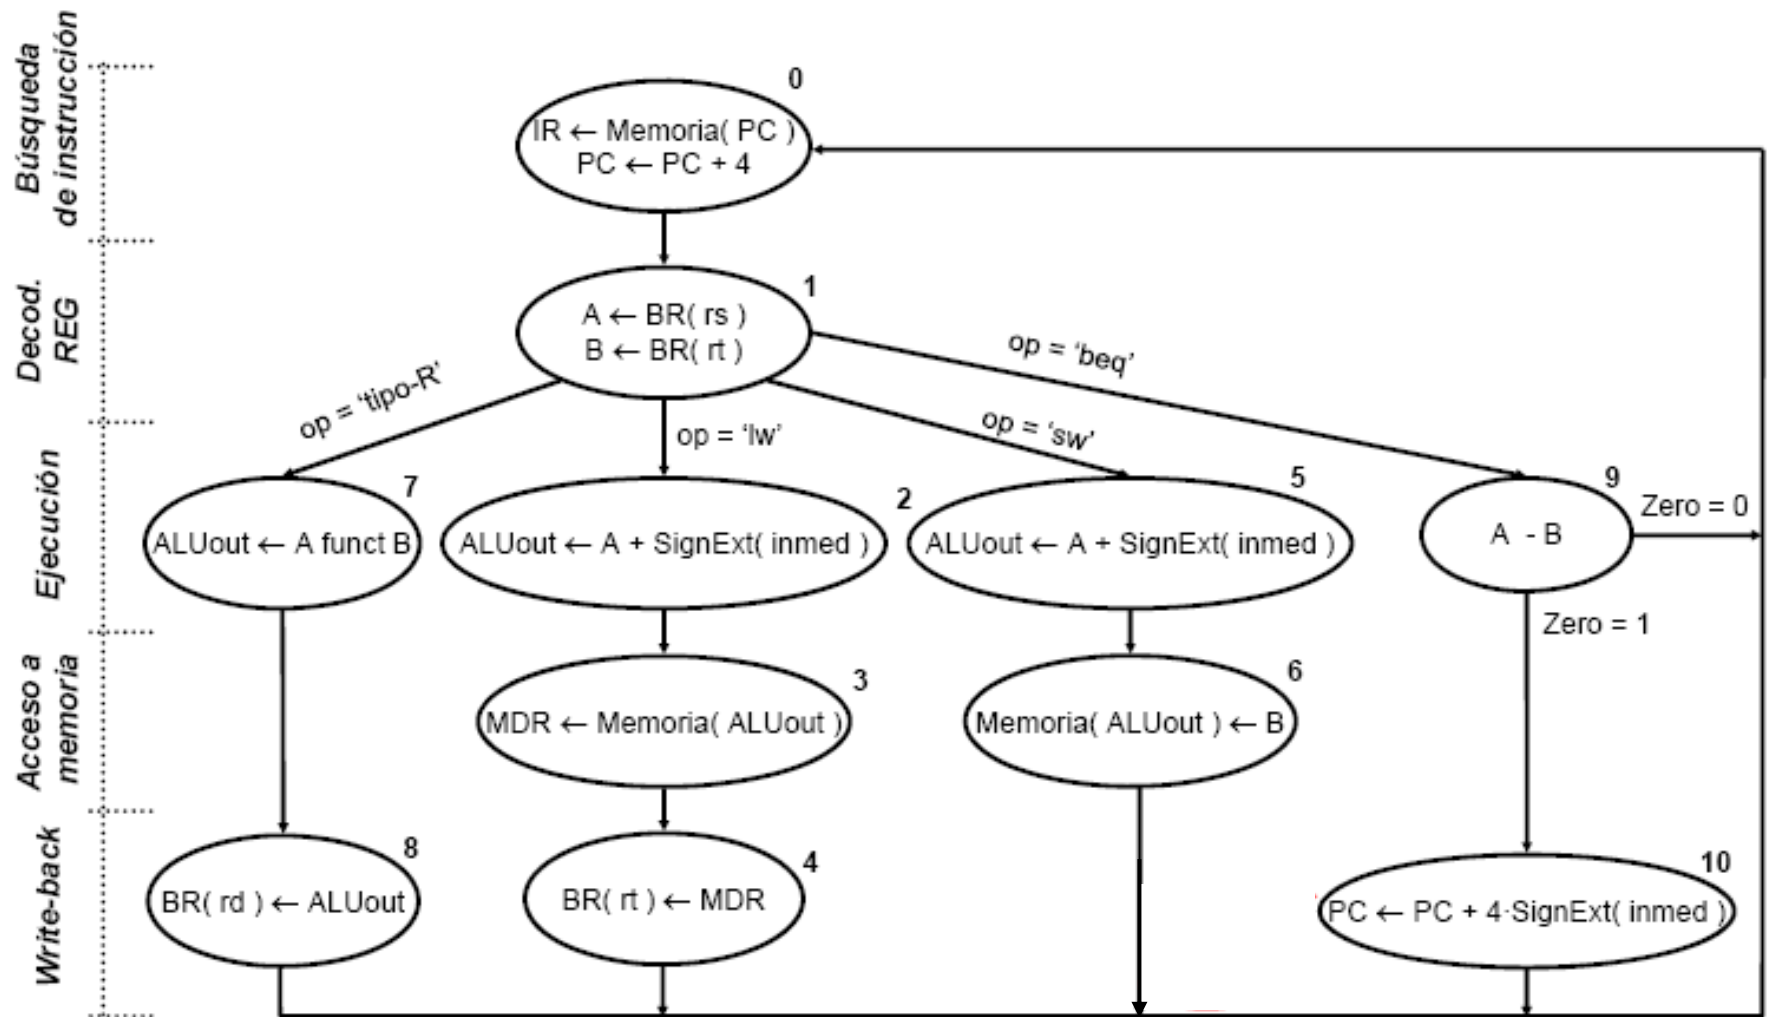 Búsqueda
de instrucción
0
IR ← Memoria( PC )
PC ← PC + 4
Decod.
REG
1
A ← BR( rs )
B ← BR( rt )
op = ‘tipo-R’
op = ‘lw’
op = ‘sw’
op = ‘beq’
Ejecución
7
ALUout ← A funct B
2
ALUout ← A + SignExt( inmed )
5
ALUout ← A + SignExt( inmed )
9
A - B
Zero = 0
Zero = 1
Acceso a
memoria
3
MDR ← Memoria( ALUout )
6
Memoria( ALUout ) ← B
Write-back
8
BR( rd ) ← ALUout
4
BR( rt ) ← MDR
10
PC ← PC + 4·SignExt( inmed )